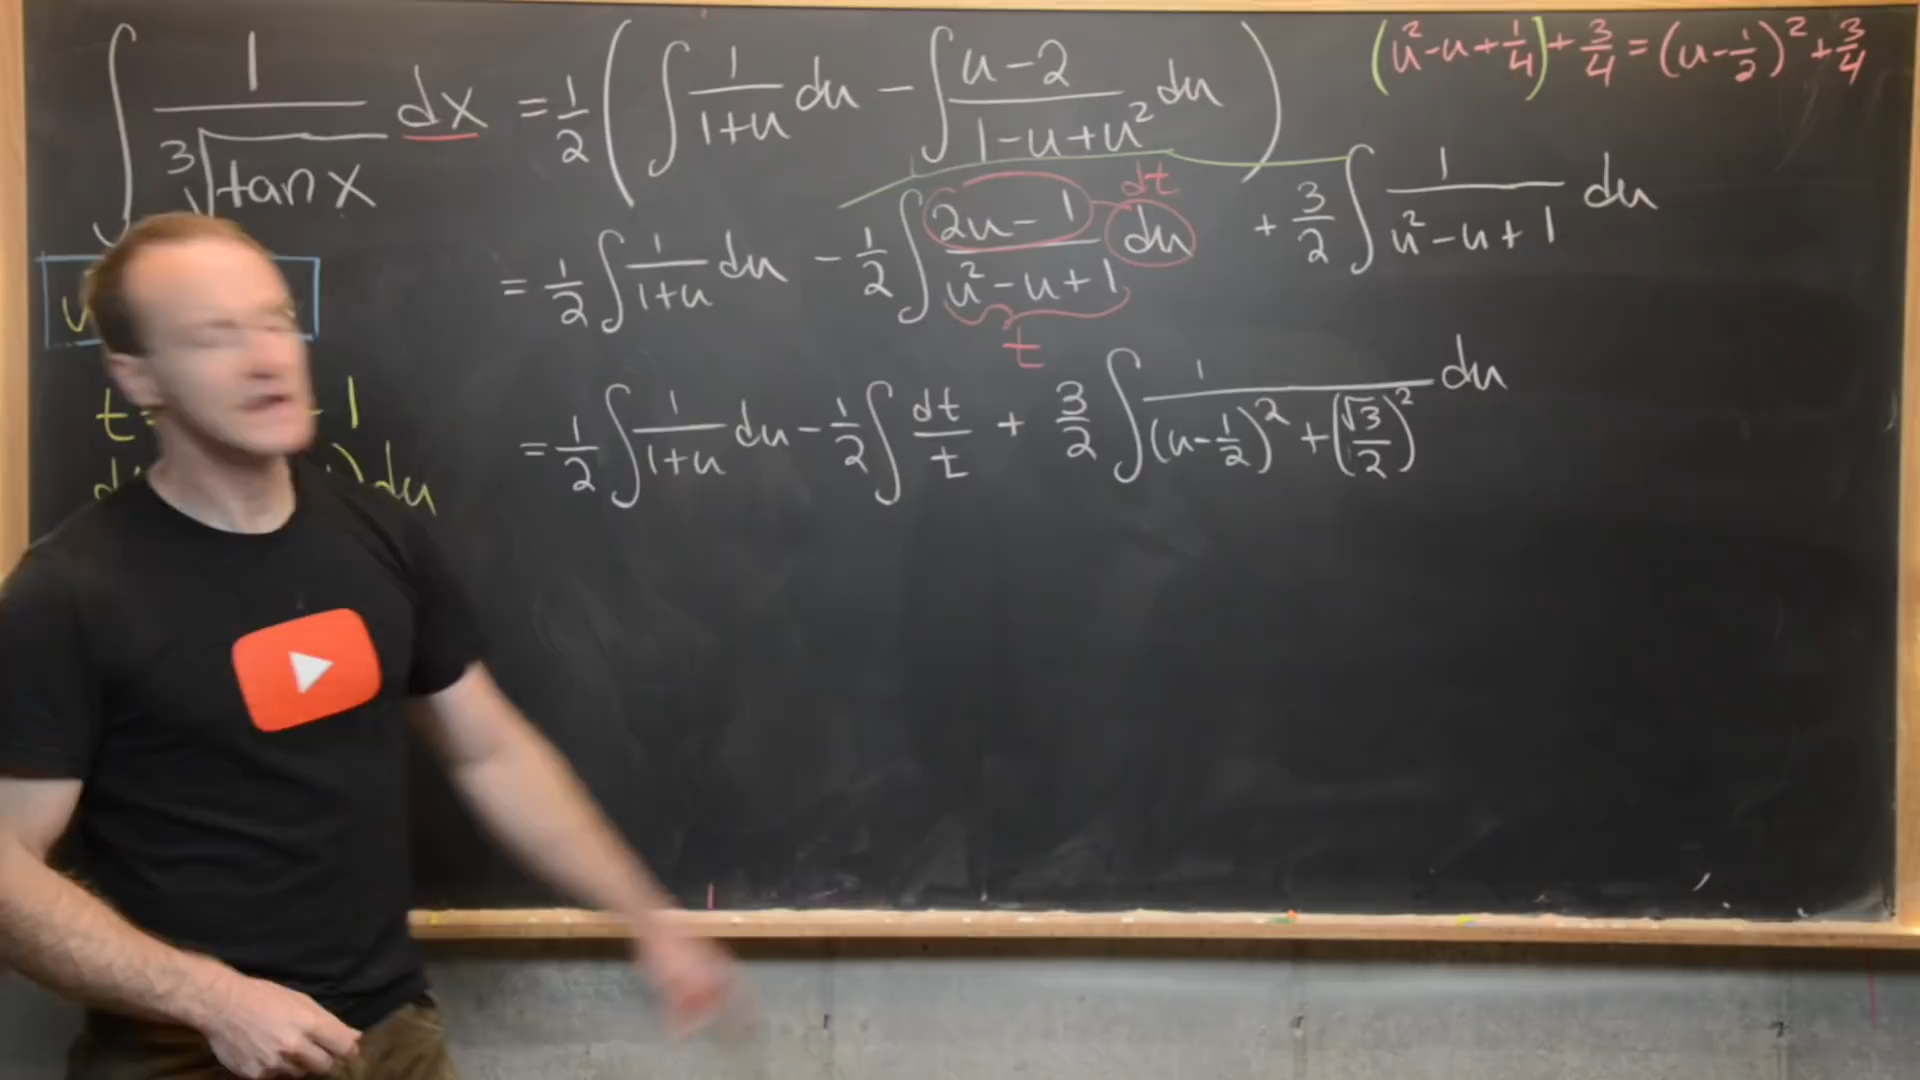 ∫ 1/∛(tan x) dx = 1/2 ( ∫ 1/(1+u) du − ∫ (u−2)/(1−u+u²) du )
(u²−u+1/4)+3/4 = (u−1/2)²+3/4
dt
= 1/2 ∫ 1/(1+u) du − 1/2 ∫ (2u−1)/(u²−u+1) du + 3/2 ∫ 1/(u²−u+1) du
u
t
= 1/2 ∫ 1/(1+u) du − 1/2 ∫ dt/t + 3/2 ∫ 1/((u−1/2)²+(√3/2)²) du
t= −1
d )du